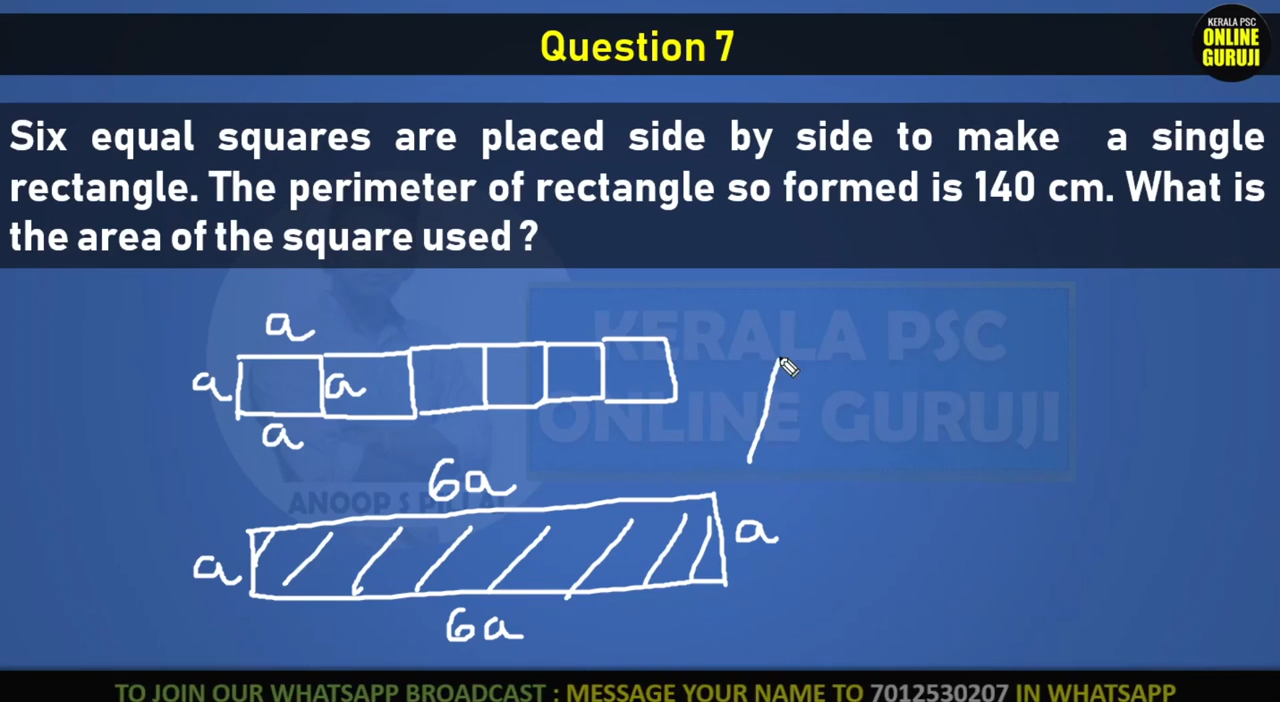 Question 7
KERALA PSC
ONLINE
GURUJI
Six equal squares are placed side by side to make a single
rectangle. The perimeter of rectangle so formed is 140 cm. What is
the area of the square used ?
KERALA PSC
ONLINE GURUJI
ANOOP S PILLAI
a
a a
a
6a
a a
6a
TO JOIN OUR WHATSAPP BROADCAST : MESSAGE YOUR NAME TO 7012530207 IN WHATSAPP